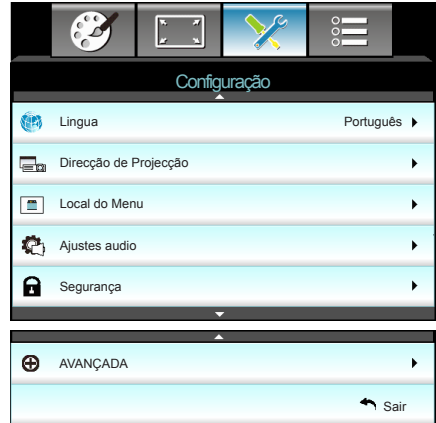 Configuração
Lingua Português
Direcção de Projecção
Local do Menu
Ajustes audio
Segurança
AVANÇADA
Sair